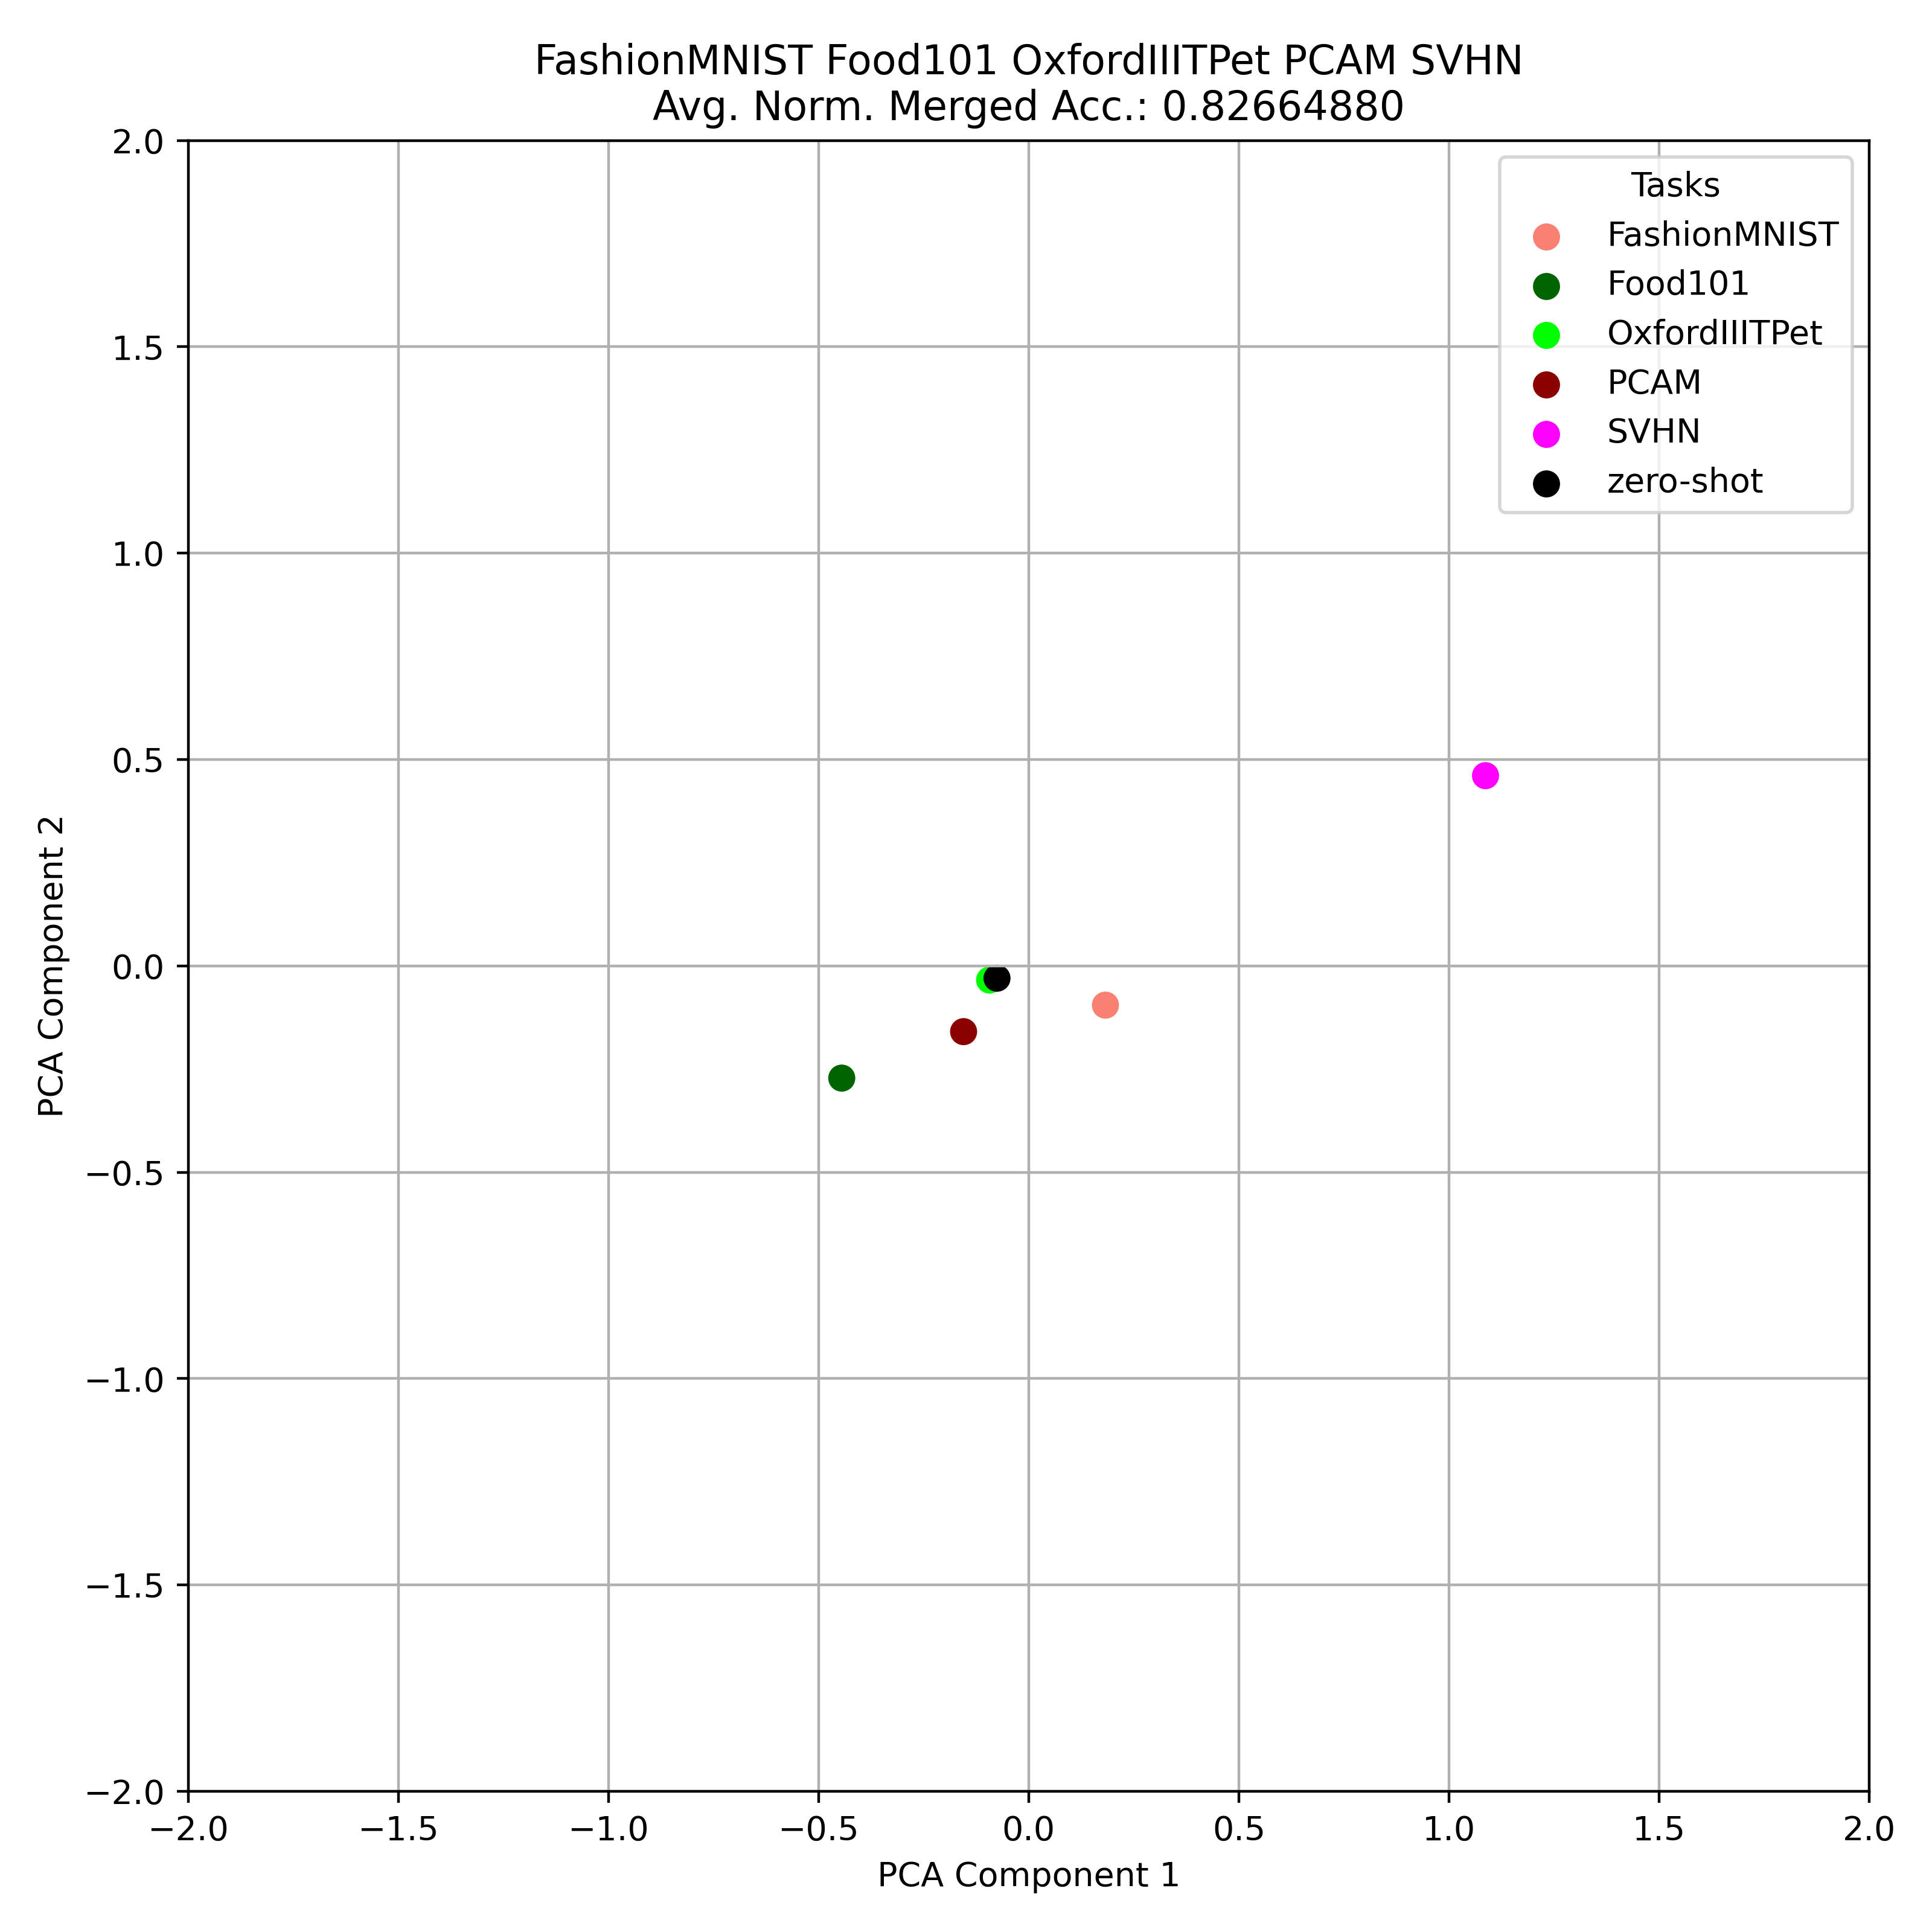 FashionMNIST Food101 OxfordIIITPet PCAM SVHN
Avg. Norm. Merged Acc.: 0.82664880
Tasks
FashionMNIST
Food101
OxfordIIITPet
PCAM
SVHN
zero-shot
2.0
1.5
1.0
0.5
0.0
−0.5
−1.0
−1.5
−2.0
PCA Component 2
−2.0 −1.5 −1.0 −0.5 0.0 0.5 1.0 1.5 2.0
PCA Component 1